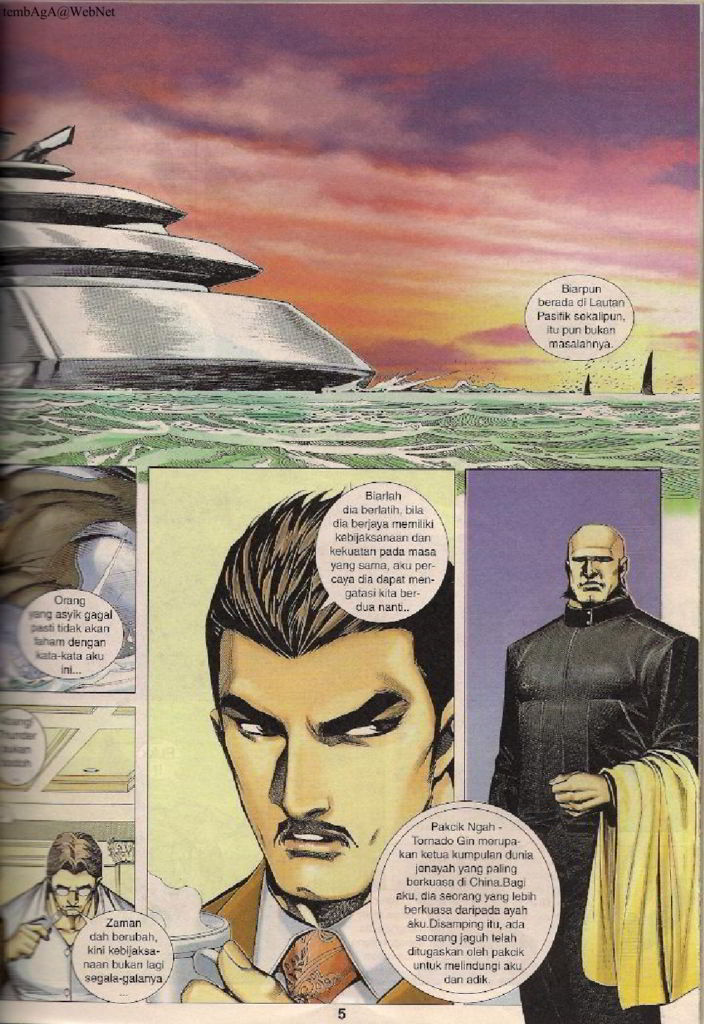 tembAgA@WebNet
Biarpun
berada di Lautan
Pasifik sekalipun,
itu pun bukan
masalahnya.
Orang
yang asyik gagal
pasti tidak akan
faham dengan
kata-kata aku
ini...
Biarlah
dia berlatih, bila
dia berjaya memiliki
kebijaksanaan dan
kekuatan pada masa
yang sama, aku per-
caya dia dapat men-
gatasi kita ber-
dua nanti..
Thunder
bukan
Zaman
dah berubah,
kini kebijaksa-
naan bukan lagi
segala-galanya
...
Pakcik Ngah -
Tornado Gin merupa-
kan ketua kumpulan dunia
jenayah yang paling
berkuasa di China.Bagi
aku, dia seorang yang lebih
berkuasa daripada ayah
aku.Disamping itu, ada
seorang jaguh telah
ditugaskan oleh pakcik
untuk melindungi aku
dan adik.
5